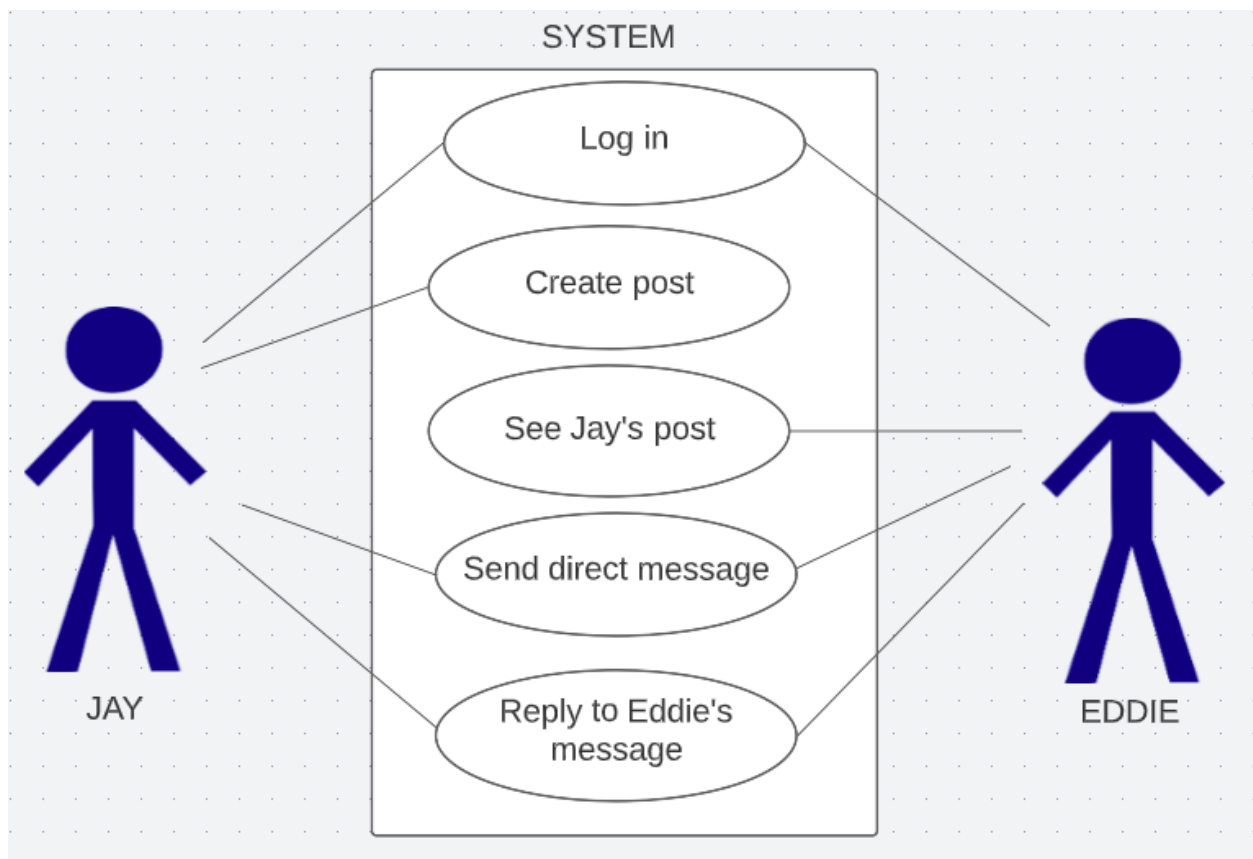 SYSTEM
Log in
Create post
See Jay's post
Send direct message
Reply to Eddie's
message
JAY
EDDIE